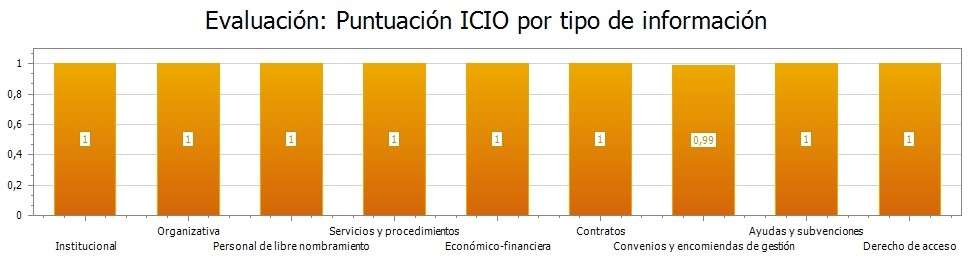 Evaluación: Puntuación ICIO por tipo de información
1
0,8
0,6
0,4
0,2
0
1
1
1
1
1
1
0,99
1
1
Institucional
Organizativa
Personal de libre nombramiento
Servicios y procedimientos
Económico-financiera
Contratos
Convenios y encomiendas de gestión
Ayudas y subvenciones
Derecho de acceso